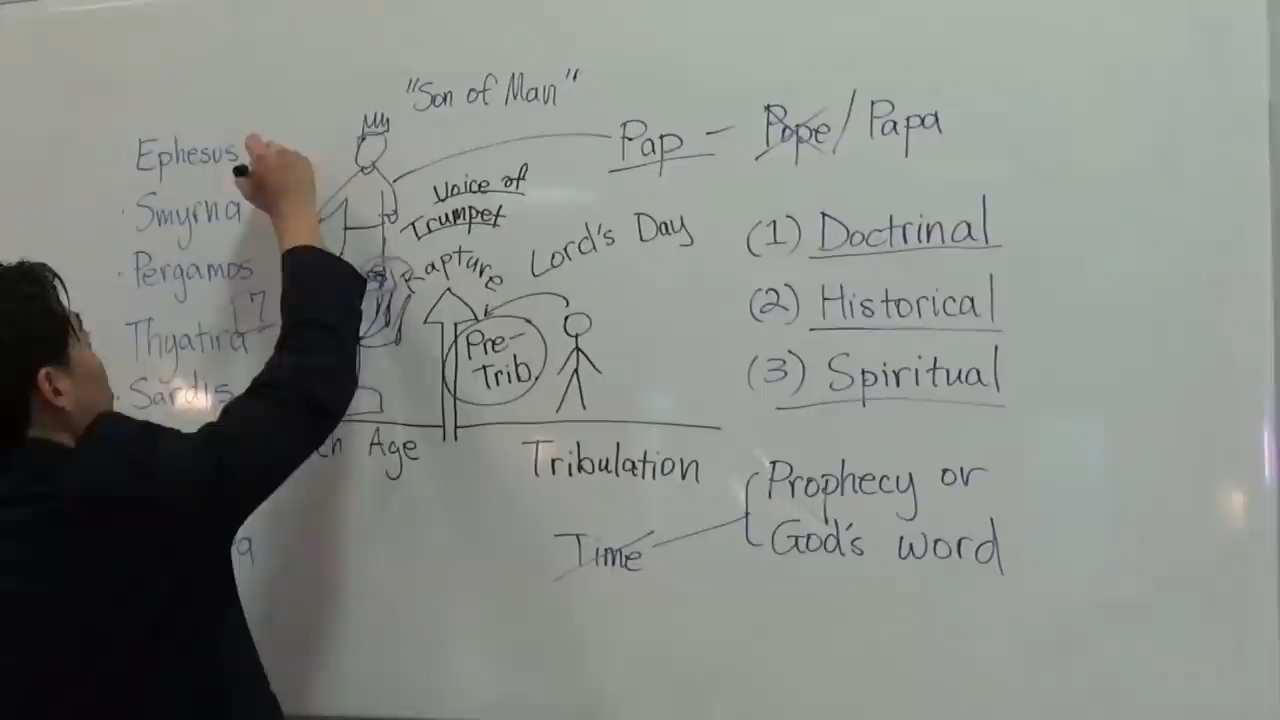 "Son of Man"
Pap - Pope / Papa
Ephesus
Smyrna
Pergamos
Thyatira
7
Sardis
Voice of
Trumpet
Rapture
Lord's Day
Pre-
Trib
(1) Doctrinal
(2) Historical
(3) Spiritual
Age
Tribulation
Time
Prophecy or
God's word